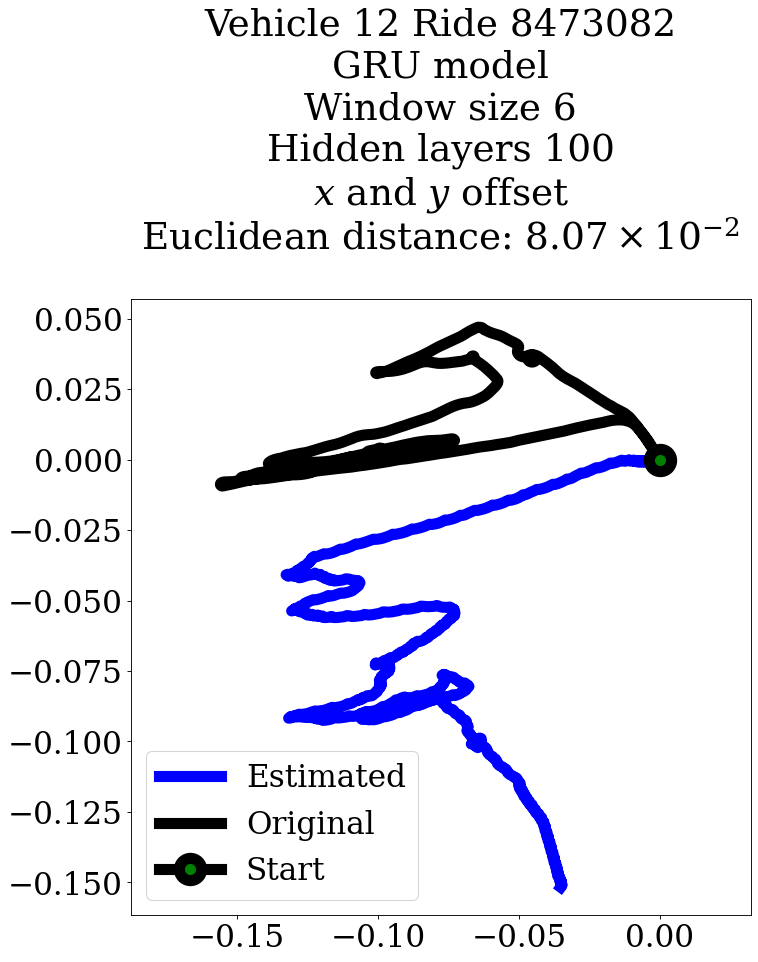 Vehicle 12 Ride 8473082
GRU model
Window size 6
Hidden layers 100
x and y offset
Euclidean distance: 8.07 × 10⁻²
0.050
0.025
0.000
−0.025
−0.050
−0.075
−0.100
−0.125
−0.150
Estimated
Original
Start
−0.15 −0.10 −0.05 0.00